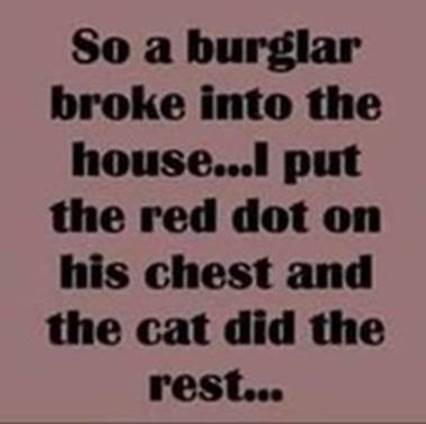 So a burglar
broke into the
house...I put
the red dot on
his chest and
the cat did the
rest...